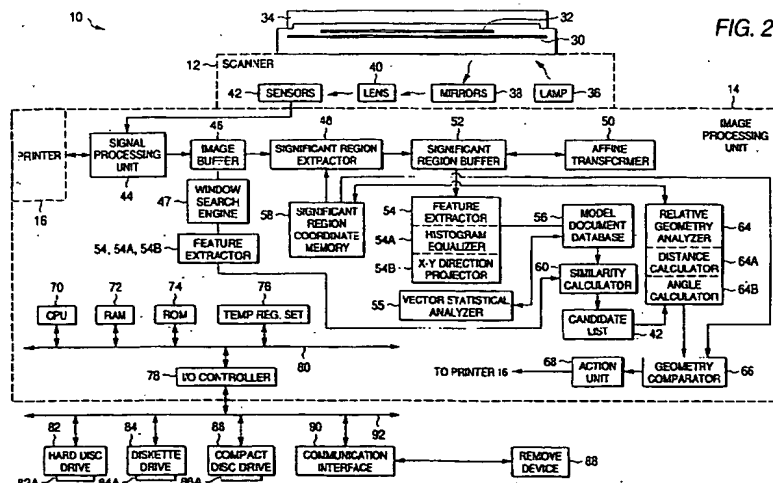 FIG. 2
10
34
32
30
12 SCANNER
42 SENSORS
40 LENS
MIRRORS 38
LAMP 36
14
IMAGE PROCESSING UNIT
PRINTER
16
SIGNAL PROCESSING UNIT
44
46
IMAGE BUFFER
48
SIGNIFICANT REGION EXTRACTOR
52
SIGNIFICANT REGION BUFFER
50
AFFINE TRANSFORMER
47
WINDOW SEARCH ENGINE
54, 54A, 54B
FEATURE EXTRACTOR
58
SIGNIFICANT REGION COORDINATE MEMORY
54 FEATURE EXTRACTOR
54A HISTOGRAM EQUALIZER
54B X-Y DIRECTION PROJECTOR
55
VECTOR STATISTICAL ANALYZER
56
MODEL DOCUMENT DATABASE
60
SIMILARITY CALCULATOR
CANDIDATE LIST
42
RELATIVE GEOMETRY ANALYZER 64
DISTANCE CALCULATOR 64A
ANGLE CALCULATOR 64B
70
CPU
72
RAM
74
ROM
76
TEMP REG. SET
80
78
I/O CONTROLLER
TO PRINTER 16
68
ACTION UNIT
GEOMETRY COMPARATOR 66
82
HARD DISC DRIVE
84
DISKETTE DRIVE
88
COMPACT DISC DRIVE
90
COMMUNICATION INTERFACE
92
REMOVE DEVICE
88
82A
84A
86A